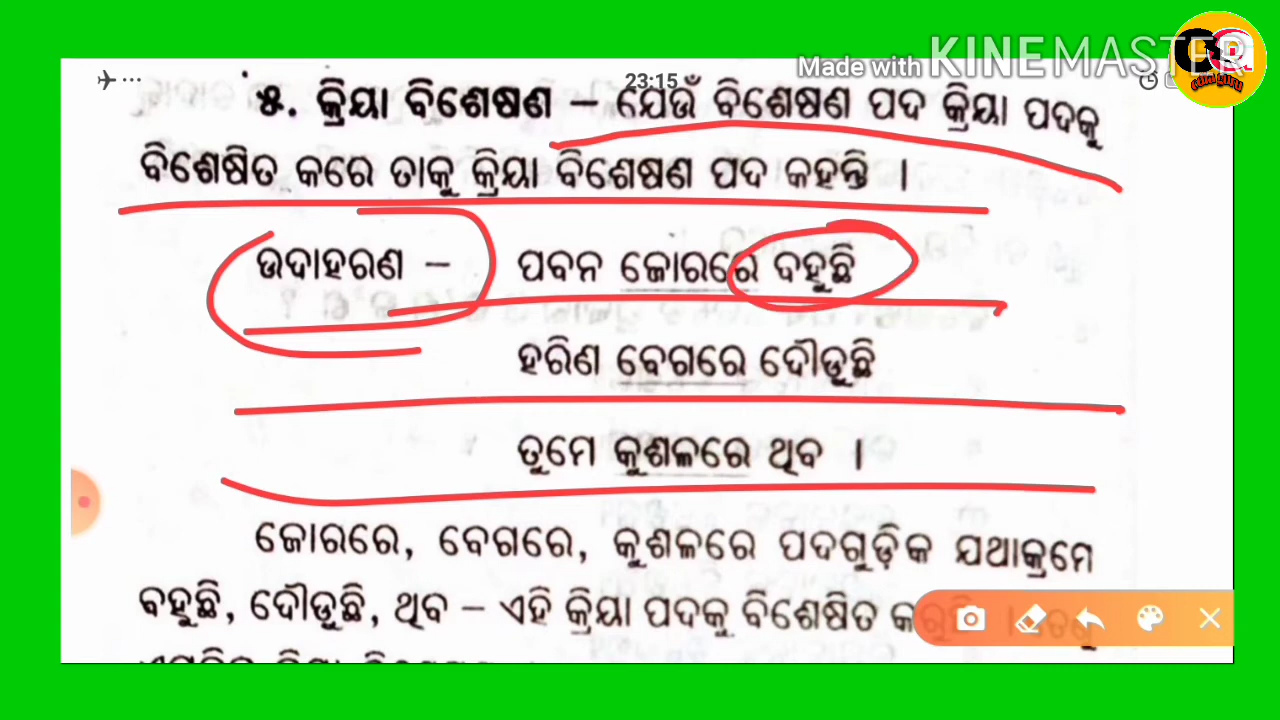 Made with KINEMASTER
23:15
୫. କ୍ରିୟା ବିଶେଷଣ – ଯେଉଁ ବିଶେଷଣ ପଦ କ୍ରିୟା ପଦକୁ
ବିଶେଷିତ କରେ ତାକୁ କ୍ରିୟା ବିଶେଷଣ ପଦ କହନ୍ତି ।
ଉଦାହରଣ – ପବନ ଜୋରରେ ବହୁଛି
ହରିଣ ବେଗରେ ଦୌଡୁଛି
ତୁମେ କୁଶଳରେ ଥିବ ।
ଜୋରରେ, ବେଗରେ, କୁଶଳରେ ପଦଗୁଡ଼ିକ ଯଥାକ୍ରମେ
ବହୁଛି, ଦୌଡୁଛି, ଥିବ – ଏହି କ୍ରିୟା ପଦକୁ ବିଶେଷିତ